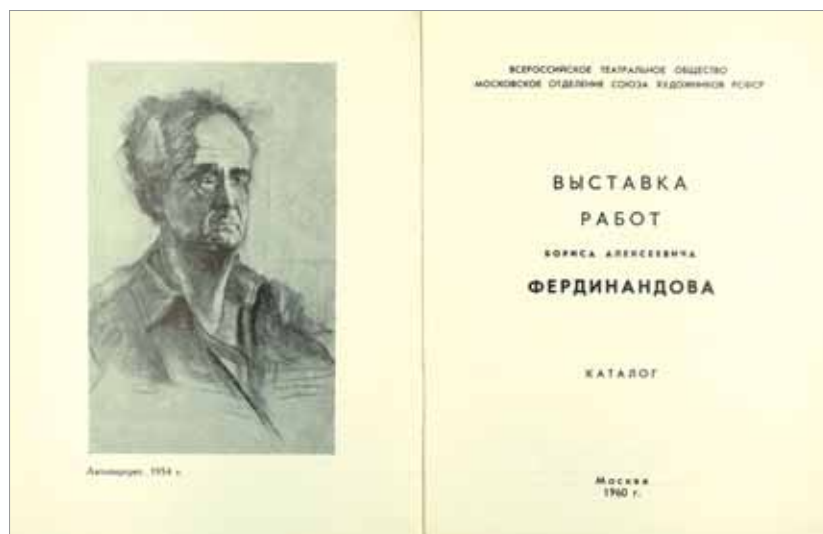 Автопортрет. 1954 г.
ВСЕРОССИЙСКОЕ ТЕАТРАЛЬНОЕ ОБЩЕСТВО
МОСКОВСКОЕ ОТДЕЛЕНИЕ СОЮЗА ХУДОЖНИКОВ РСФСР
ВЫСТАВКА
РАБОТ
БОРИСА АЛЕКСЕЕВИЧА
ФЕРДИНАНДОВА
КАТАЛОГ
Москва
1960 г.